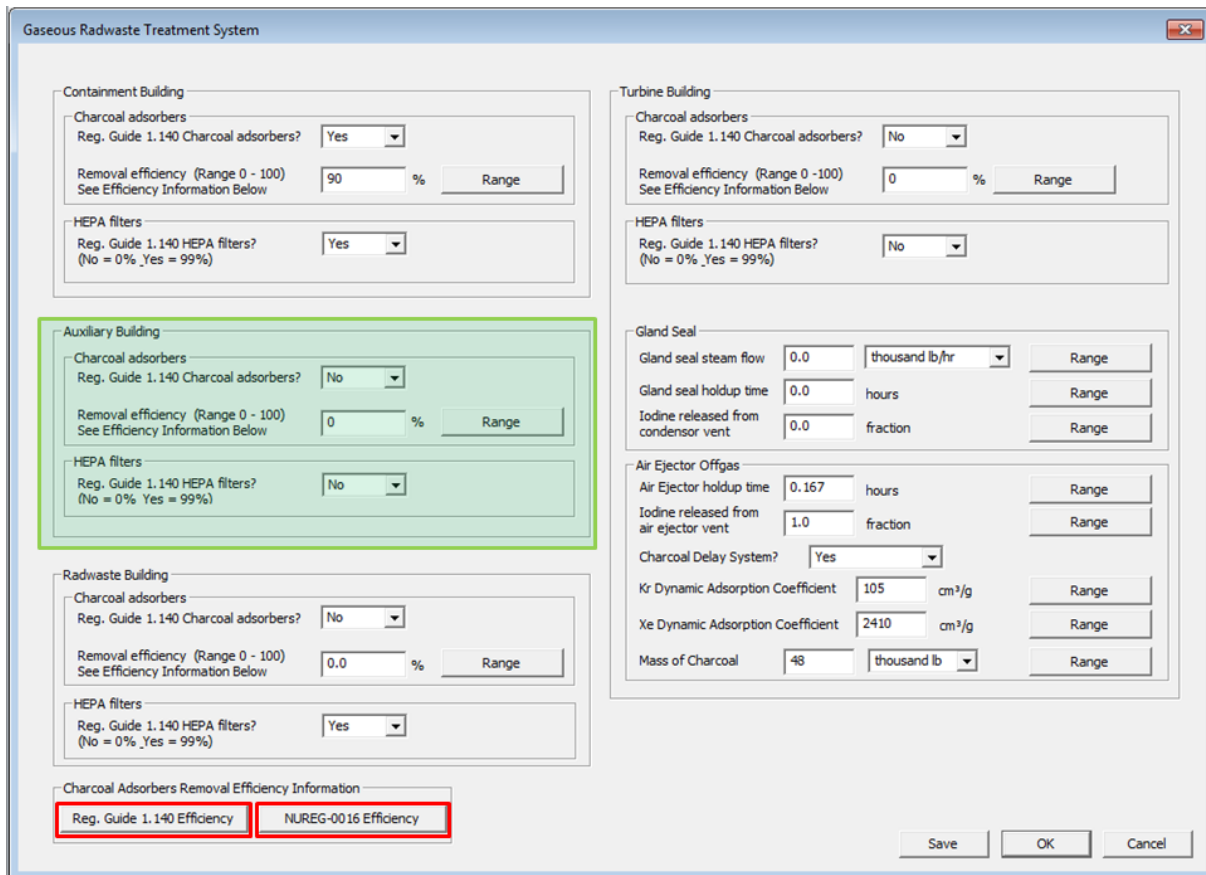 Gaseous Radwaste Treatment System
Containment Building
Charcoal adsorbers
Reg. Guide 1.140 Charcoal adsorbers? Yes
Removal efficiency (Range 0 - 100)
See Efficiency Information Below
90 % Range
HEPA filters
Reg. Guide 1.140 HEPA filters? Yes
(No = 0% Yes = 99%)
Auxiliary Building
Charcoal adsorbers
Reg. Guide 1.140 Charcoal adsorbers? No
Removal efficiency (Range 0 - 100)
See Efficiency Information Below
0 % Range
HEPA filters
Reg. Guide 1.140 HEPA filters? No
(No = 0% Yes = 99%)
Radwaste Building
Charcoal adsorbers
Reg. Guide 1.140 Charcoal adsorbers? No
Removal efficiency (Range 0 - 100)
See Efficiency Information Below
0.0 % Range
HEPA filters
Reg. Guide 1.140 HEPA filters? Yes
(No = 0% Yes = 99%)
Charcoal Adsorbers Removal Efficiency Information
Reg. Guide 1.140 Efficiency NUREG-0016 Efficiency
Turbine Building
Charcoal adsorbers
Reg. Guide 1.140 Charcoal adsorbers? No
Removal efficiency (Range 0 -100)
See Efficiency Information Below
0 % Range
HEPA filters
Reg. Guide 1.140 HEPA filters? No
(No = 0% Yes = 99%)
Gland Seal
Gland seal steam flow 0.0 thousand lb/hr Range
Gland seal holdup time 0.0 hours Range
Iodine released from
condensor vent
0.0 fraction Range
Air Ejector Offgas
Air Ejector holdup time 0.167 hours Range
Iodine released from
air ejector vent
1.0 fraction Range
Charcoal Delay System? Yes
Kr Dynamic Adsorption Coefficient 105 cm³/g Range
Xe Dynamic Adsorption Coefficient 2410 cm³/g Range
Mass of Charcoal 48 thousand lb Range
Save OK Cancel